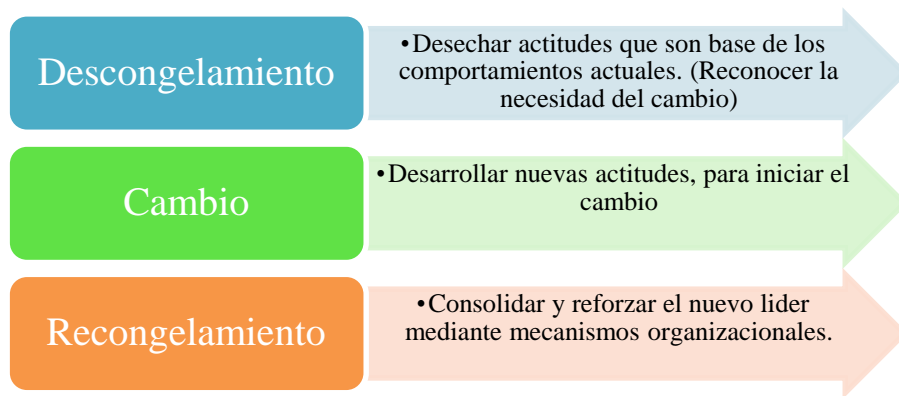 Descongelamiento
•Desechar actitudes que son base de los
comportamientos actuales. (Reconocer la
necesidad del cambio)
Cambio
•Desarrollar nuevas actitudes, para iniciar el
cambio
Recongelamiento
•Consolidar y reforzar el nuevo lider
mediante mecanismos organizacionales.